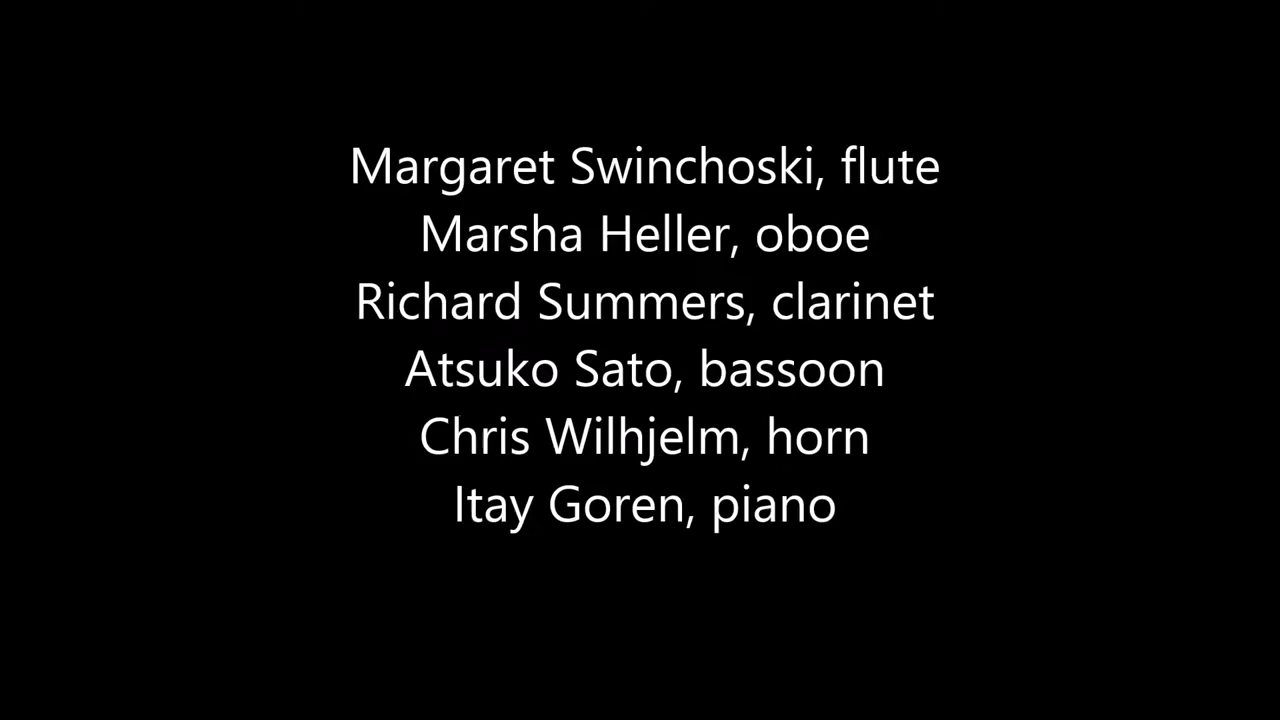 Margaret Swinchoski, flute
Marsha Heller, oboe
Richard Summers, clarinet
Atsuko Sato, bassoon
Chris Wilhjelm, horn
Itay Goren, piano